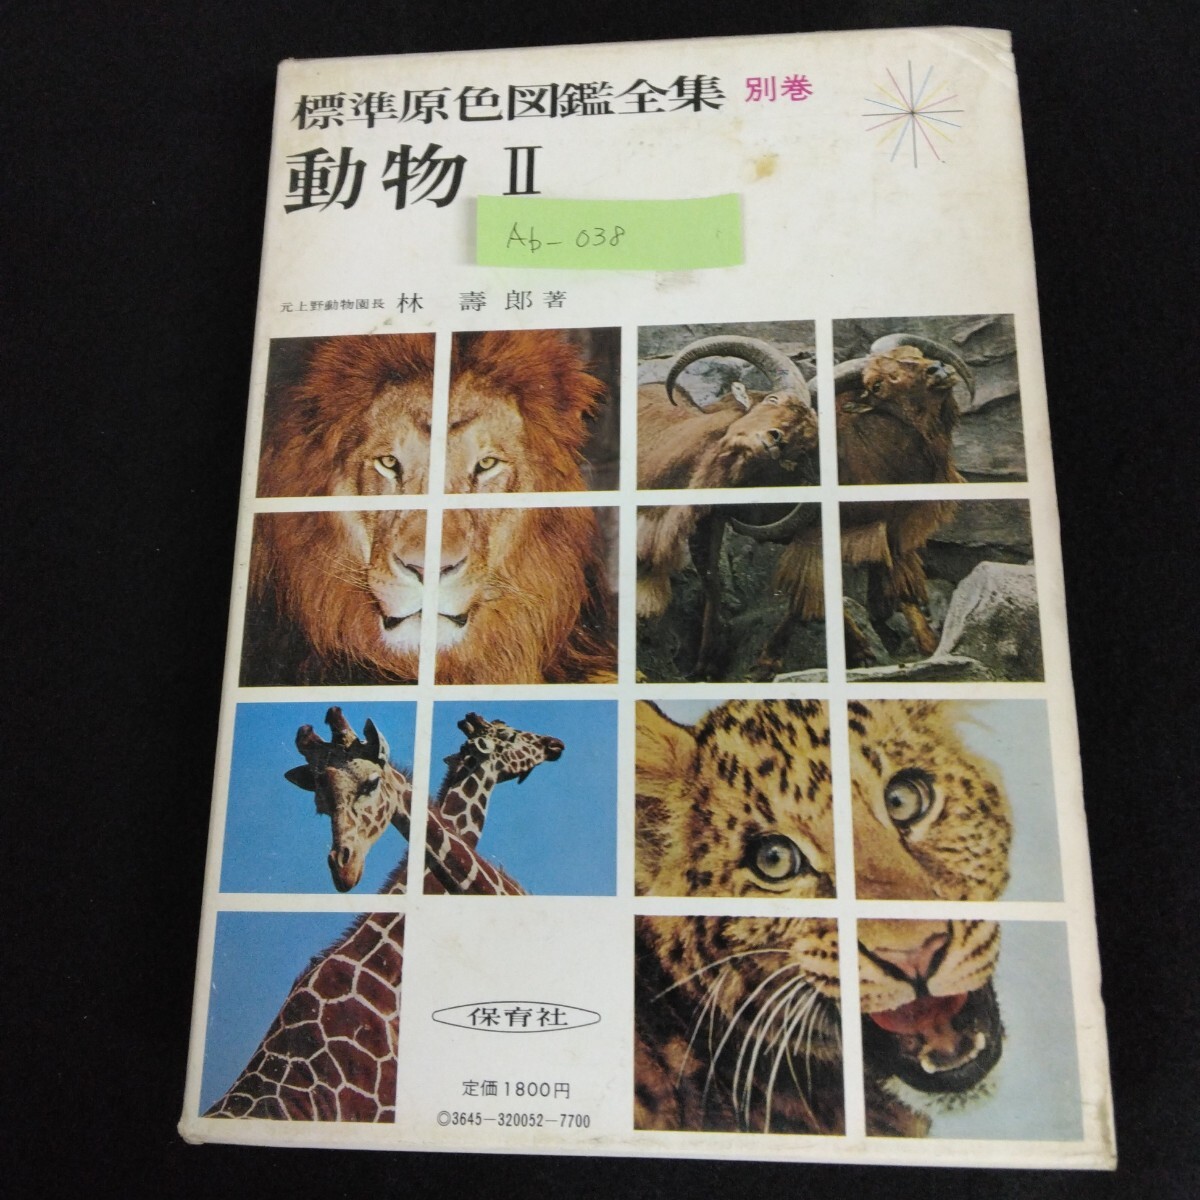 標準原色図鑑全集 別巻
動物 Ⅱ
Ab-038
元上野動物園長 林 壽郎 著
保育社
定価1800円
◎3645-320052-7700